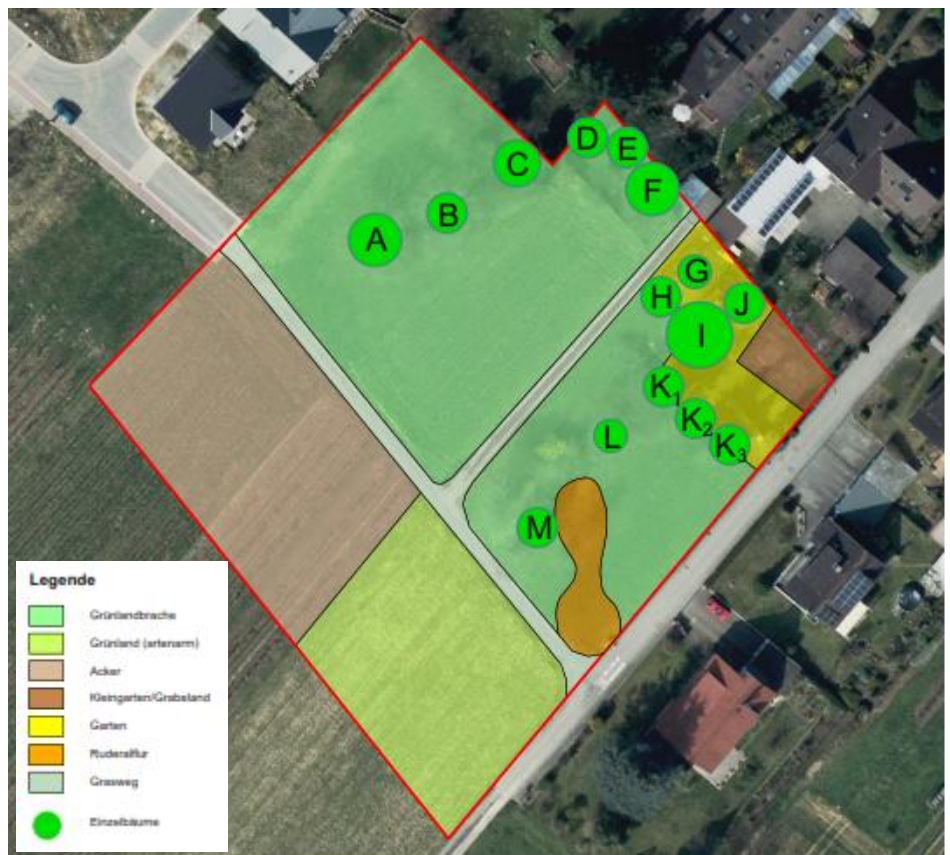 D
C
E
F
B
A
G
H
J
I
K1
K2
K3
L
M
Legende
Grünlandbrache
Grünland (artenarm)
Acker
Kleingarten/Grabeland
Garten
Ruderalflur
Grasweg
Einzelbäume